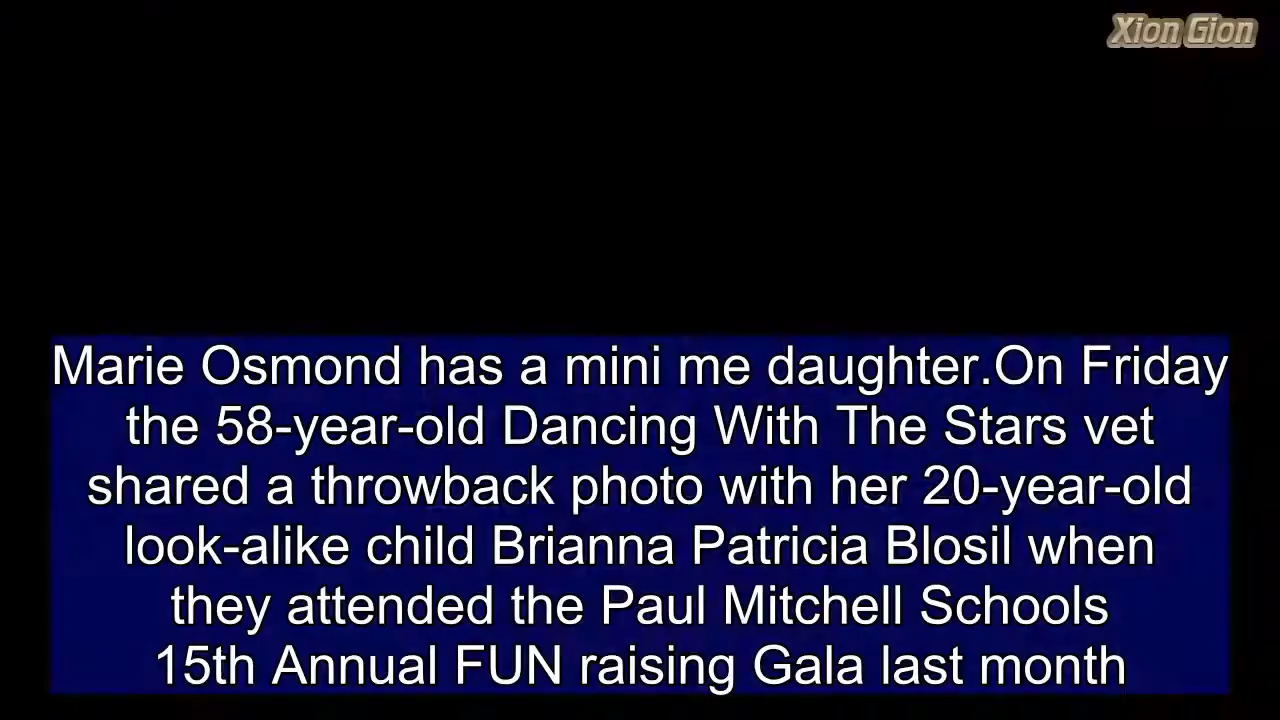 Xion Gion
Marie Osmond has a mini me daughter.On Friday
the 58-year-old Dancing With The Stars vet
shared a throwback photo with her 20-year-old
look-alike child Brianna Patricia Blosil when
they attended the Paul Mitchell Schools
15th Annual FUN raising Gala last month